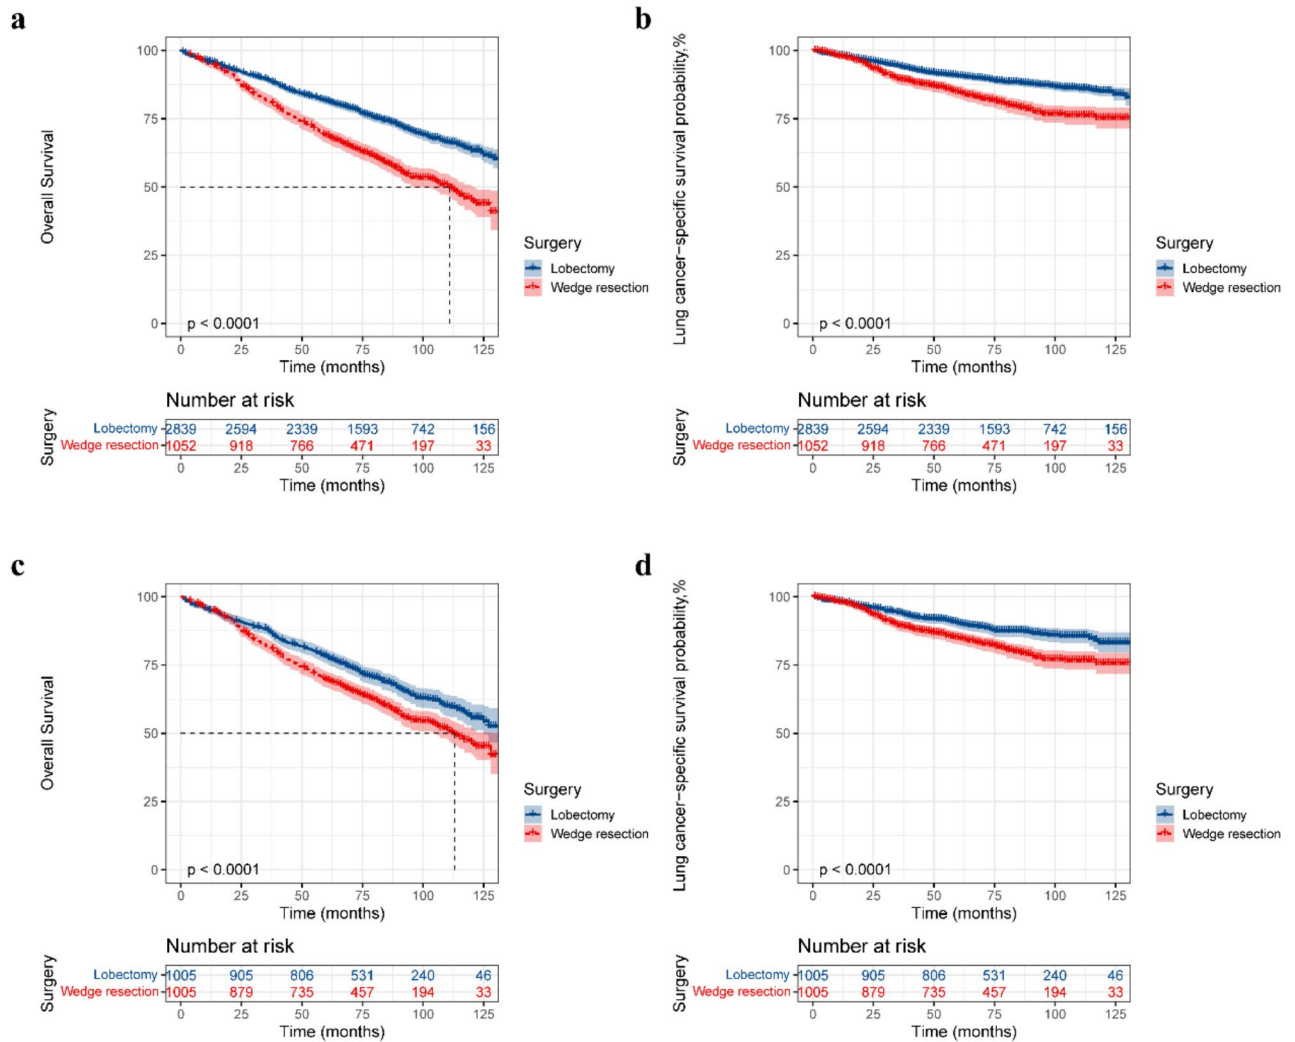 a
100
75
50
25
0
Overall Survival
p < 0.0001
0 25 50 75 100 125
Time (months)
Surgery
Lobectomy
Wedge resection
Number at risk
Surgery
Lobectomy 2839 2594 2339 1593 742 156
Wedge resection 1052 918 766 471 197 33
0 25 50 75 100 125
Time (months)
b
100
75
50
25
0
Lung cancer−specific survival probability,%
p < 0.0001
0 25 50 75 100 125
Time (months)
Surgery
Lobectomy
Wedge resection
Number at risk
Surgery
Lobectomy 2839 2594 2339 1593 742 156
Wedge resection 1052 918 766 471 197 33
0 25 50 75 100 125
Time (months)
c
100
75
50
25
0
Overall Survival
p < 0.0001
0 25 50 75 100 125
Time (months)
Surgery
Lobectomy
Wedge resection
Number at risk
Surgery
Lobectomy 1005 905 806 531 240 46
Wedge resection 1005 879 735 457 194 33
0 25 50 75 100 125
Time (months)
d
100
75
50
25
0
Lung cancer−specific survival probability,%
p < 0.0001
0 25 50 75 100 125
Time (months)
Surgery
Lobectomy
Wedge resection
Number at risk
Surgery
Lobectomy 1005 905 806 531 240 46
Wedge resection 1005 879 735 457 194 33
0 25 50 75 100 125
Time (months)